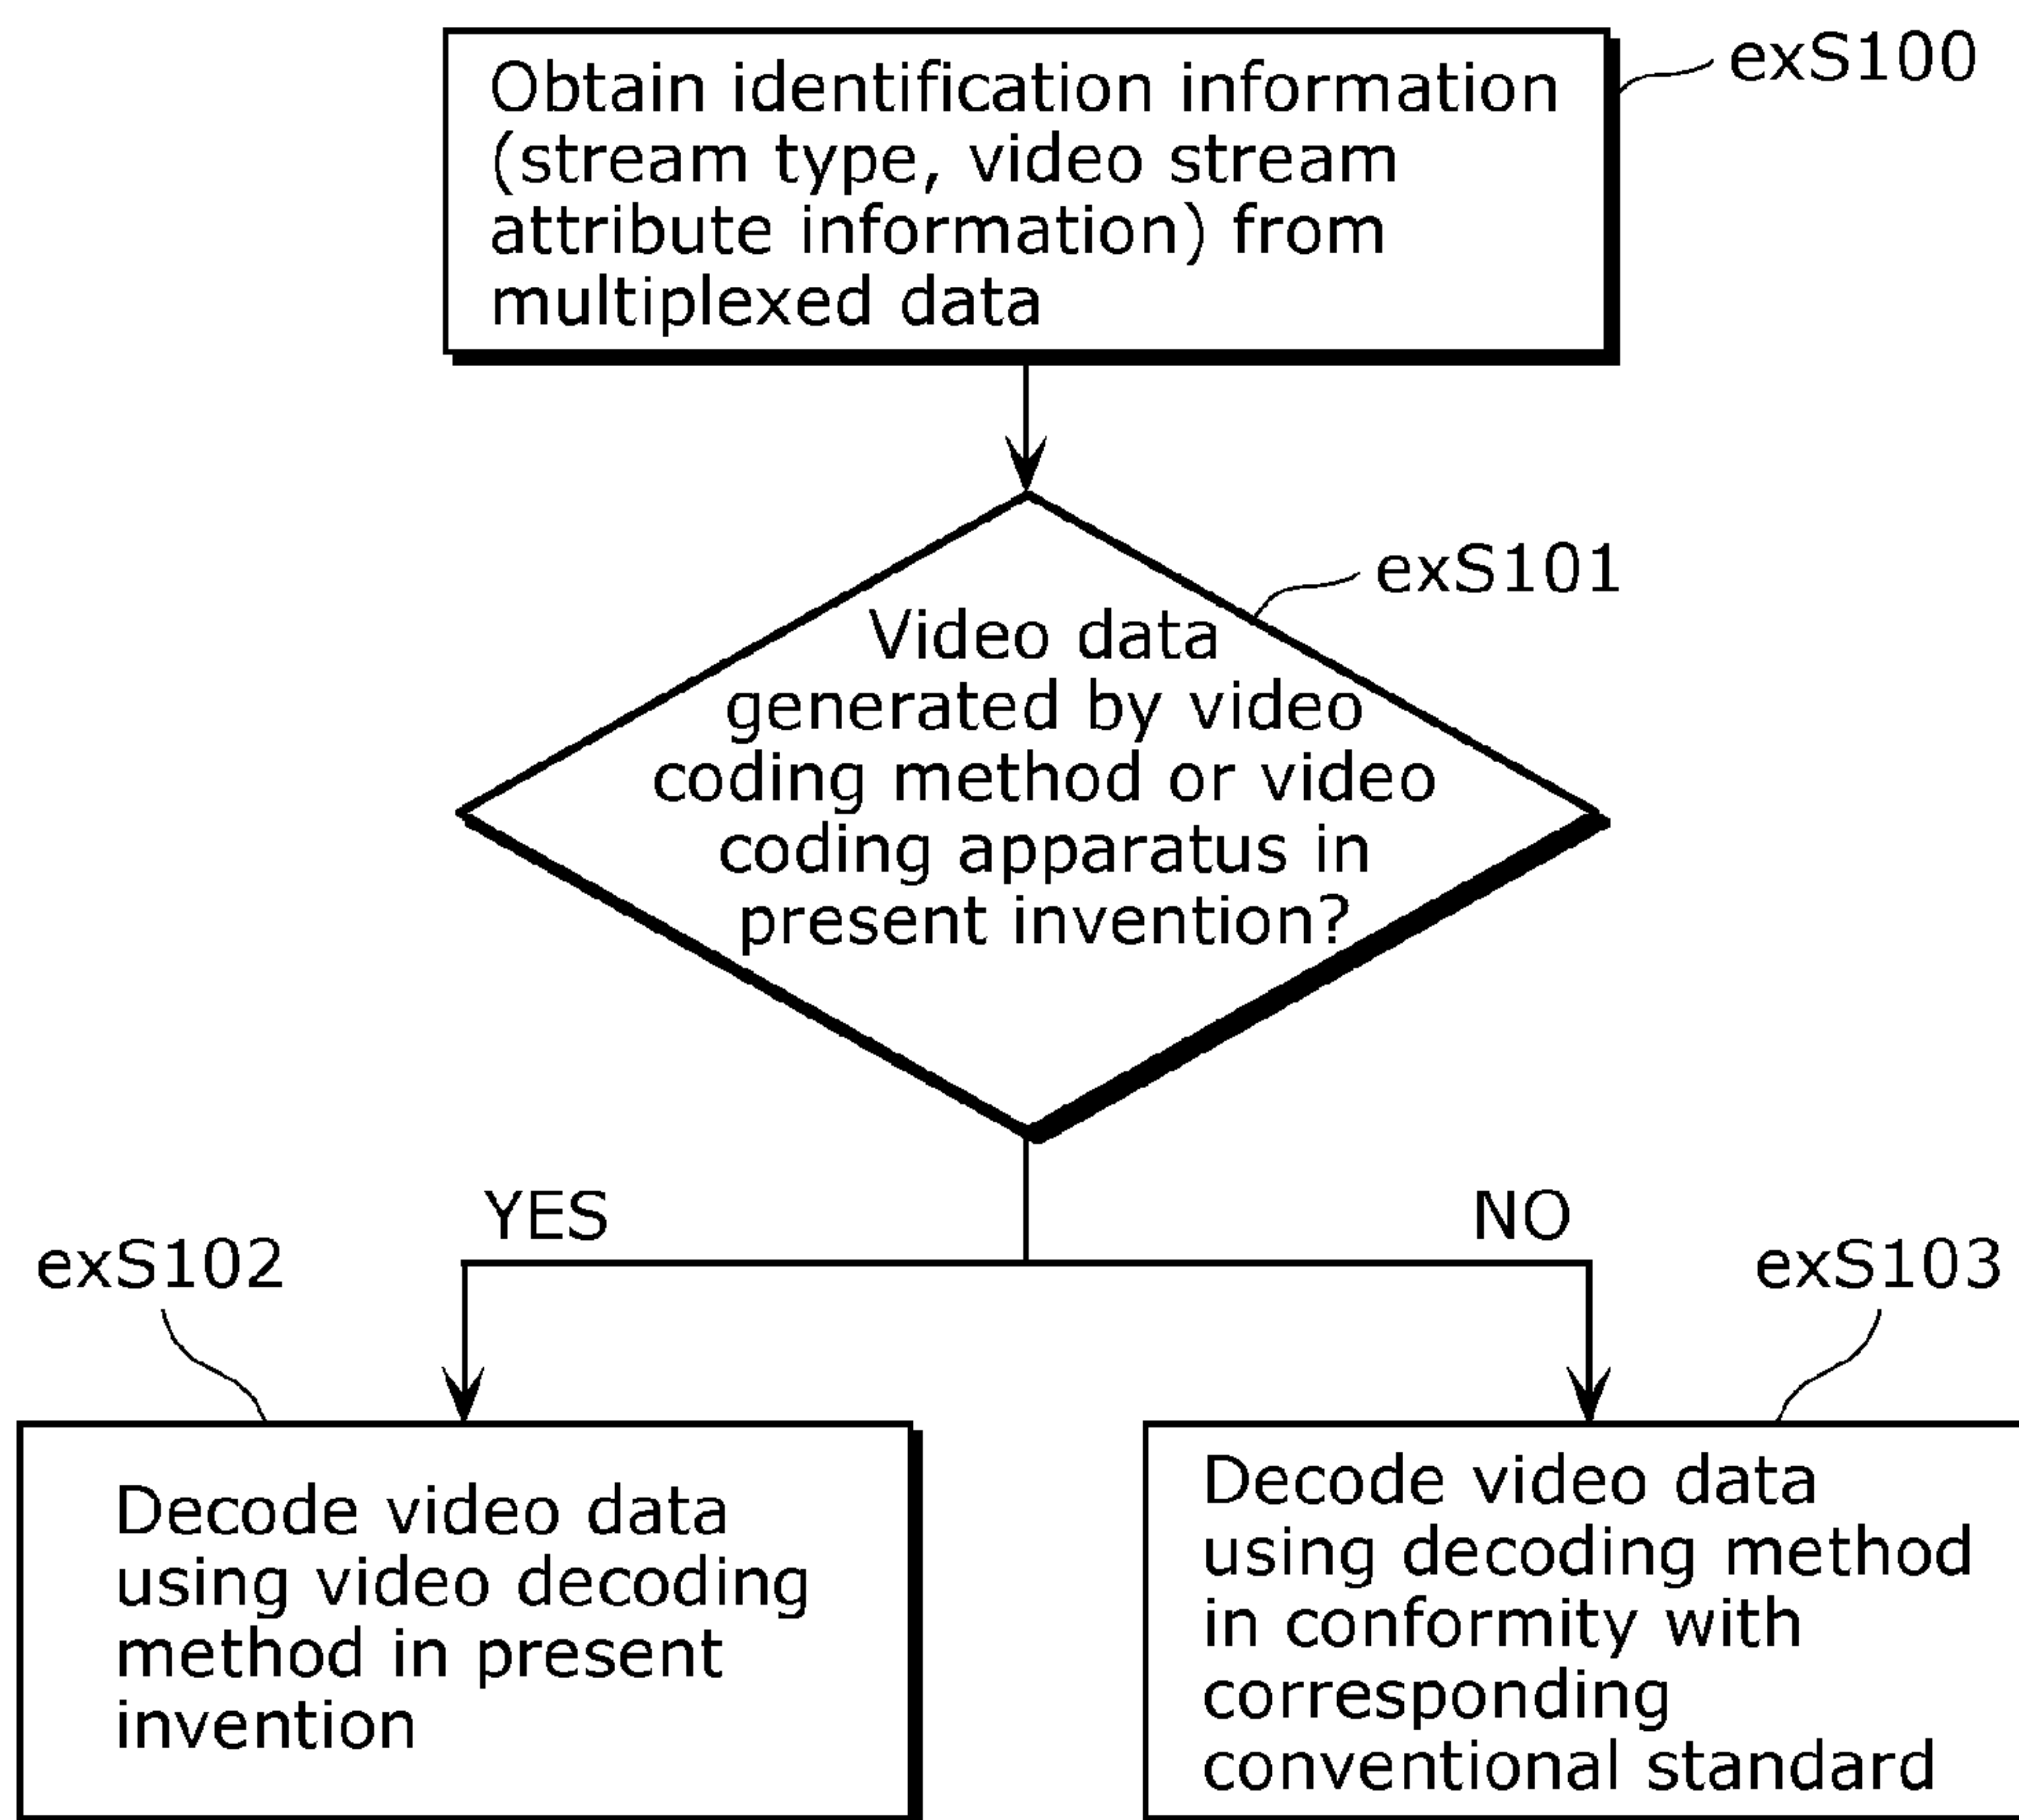 exS100
Obtain identification information
(stream type, video stream
attribute information) from
multiplexed data
exS101
Video data
generated by video
coding method or video
coding apparatus in
present invention?
YES
NO
exS102
exS103
Decode video data
using video decoding
method in present
invention
Decode video data
using decoding method
in conformity with
corresponding
conventional standard